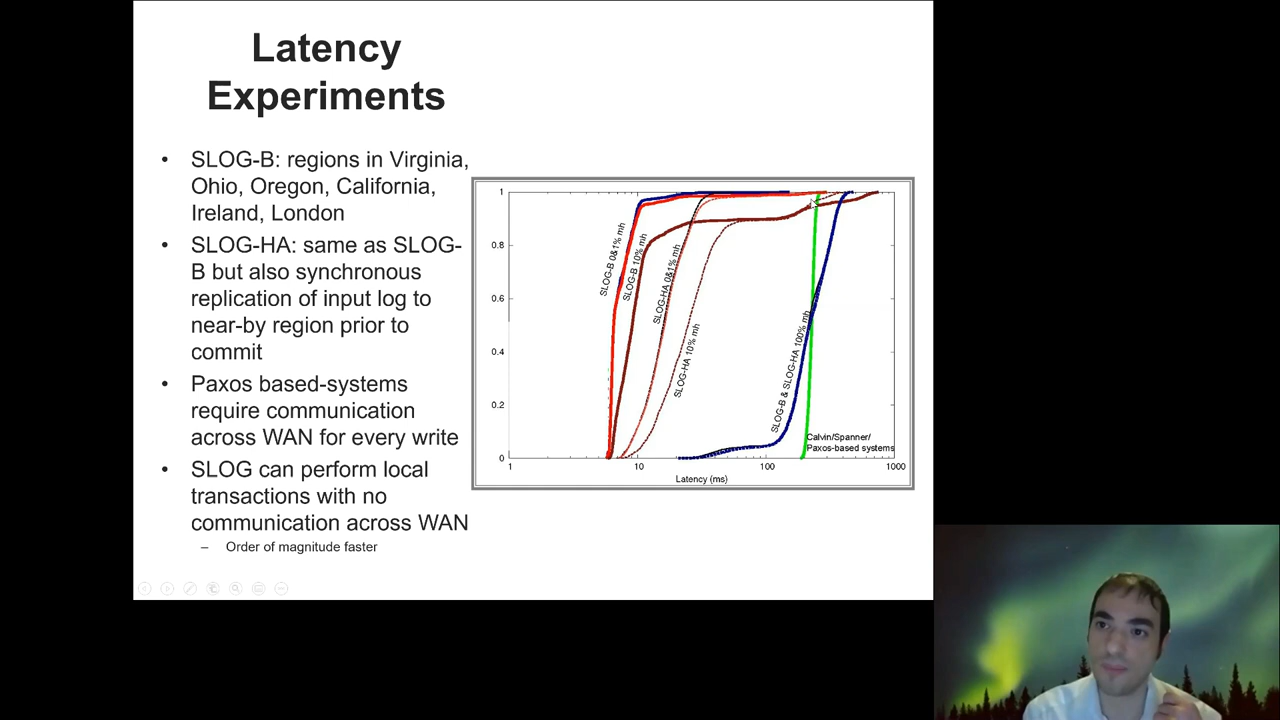 Latency
Experiments
• SLOG-B: regions in Virginia,
Ohio, Oregon, California,
Ireland, London
• SLOG-HA: same as SLOG-
B but also synchronous
replication of input log to
near-by region prior to
commit
• Paxos based-systems
require communication
across WAN for every write
• SLOG can perform local
transactions with no
communication across WAN
– Order of magnitude faster
1
0.8
0.6
0.4
0.2
0
SLOG-B 0&1% mh
SLOG-B 10% mh
SLOG-HA 0&1% mh
SLOG-HA 10% mh
SLOG-B & SLOG-HA 100% mh
Calvin/Spanner/
Paxos-based systems
1 10 100 1000
Latency (ms)